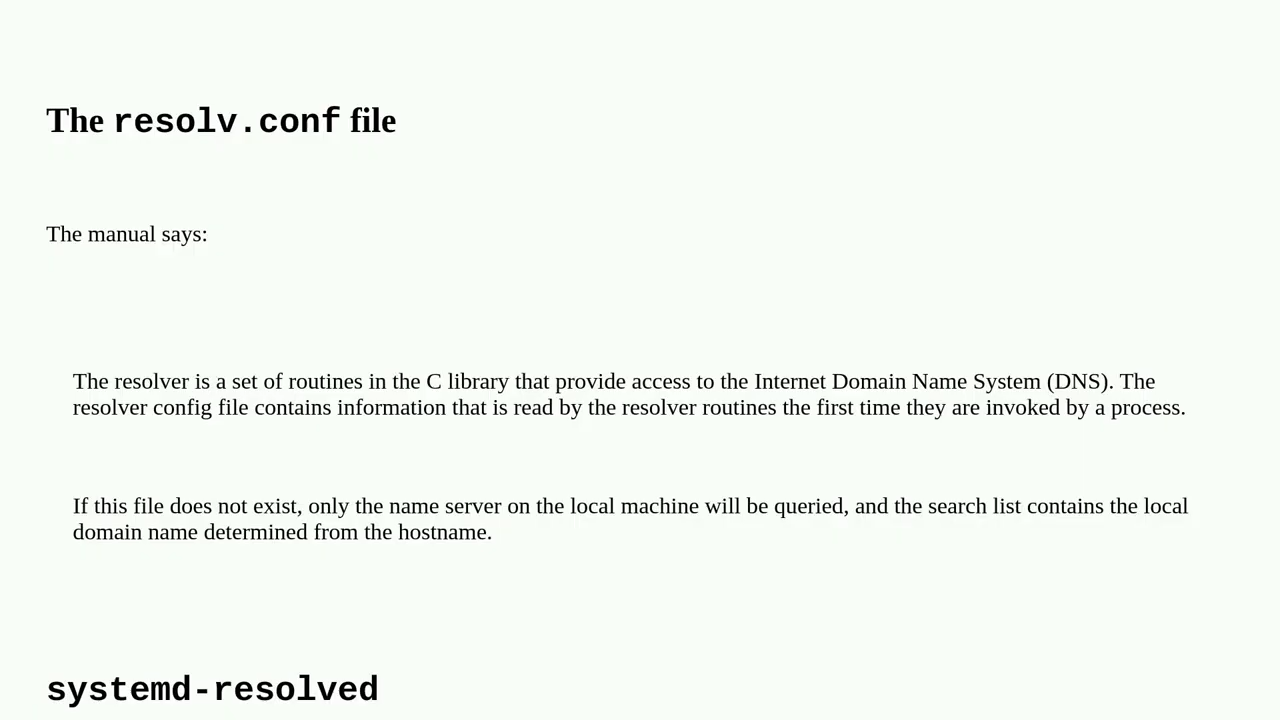 The resolv.conf file
The manual says:
The resolver is a set of routines in the C library that provide access to the Internet Domain Name System (DNS). The
resolver config file contains information that is read by the resolver routines the first time they are invoked by a process.
If this file does not exist, only the name server on the local machine will be queried, and the search list contains the local
domain name determined from the hostname.
systemd-resolved